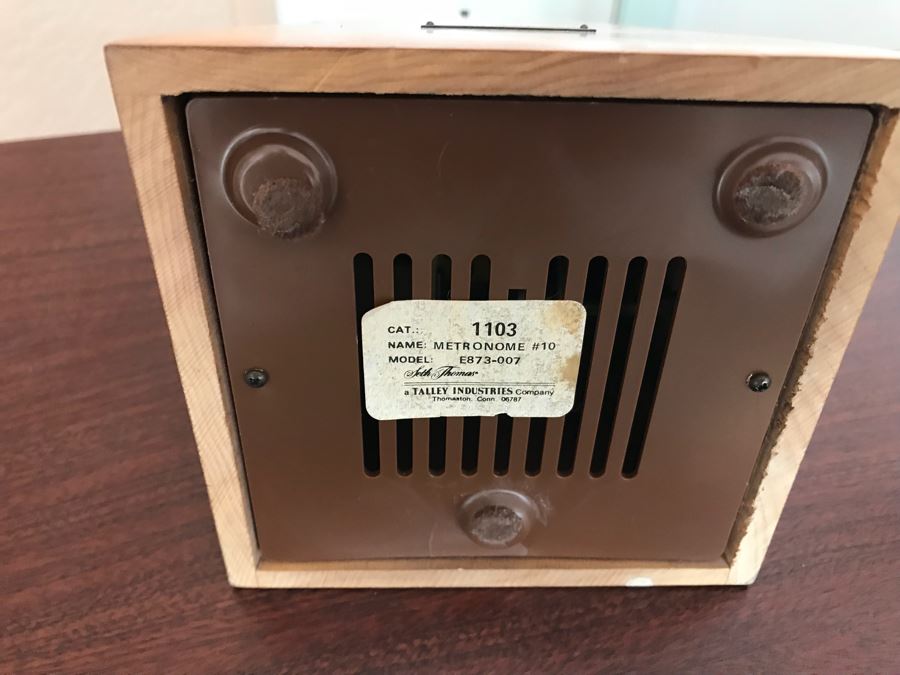 CAT.: 1103
NAME: METRONOME #10
MODEL: E873-007
Seth Thomas
a TALLEY INDUSTRIES Company
Thomaston, Conn. 06787